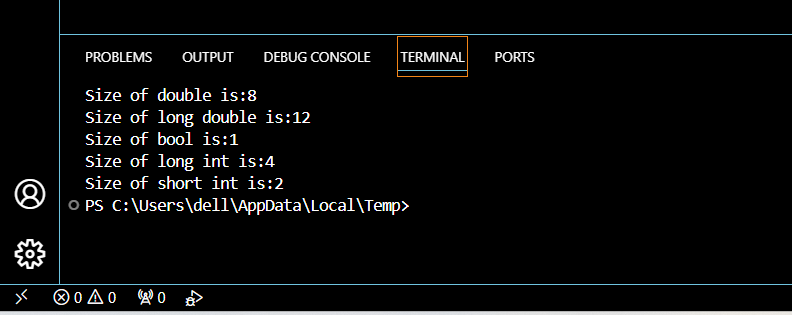 PROBLEMS OUTPUT DEBUG CONSOLE TERMINAL PORTS
Size of double is:8
Size of long double is:12
Size of bool is:1
Size of long int is:4
Size of short int is:2
PS C:\Users\dell\AppData\Local\Temp>
0 0 0